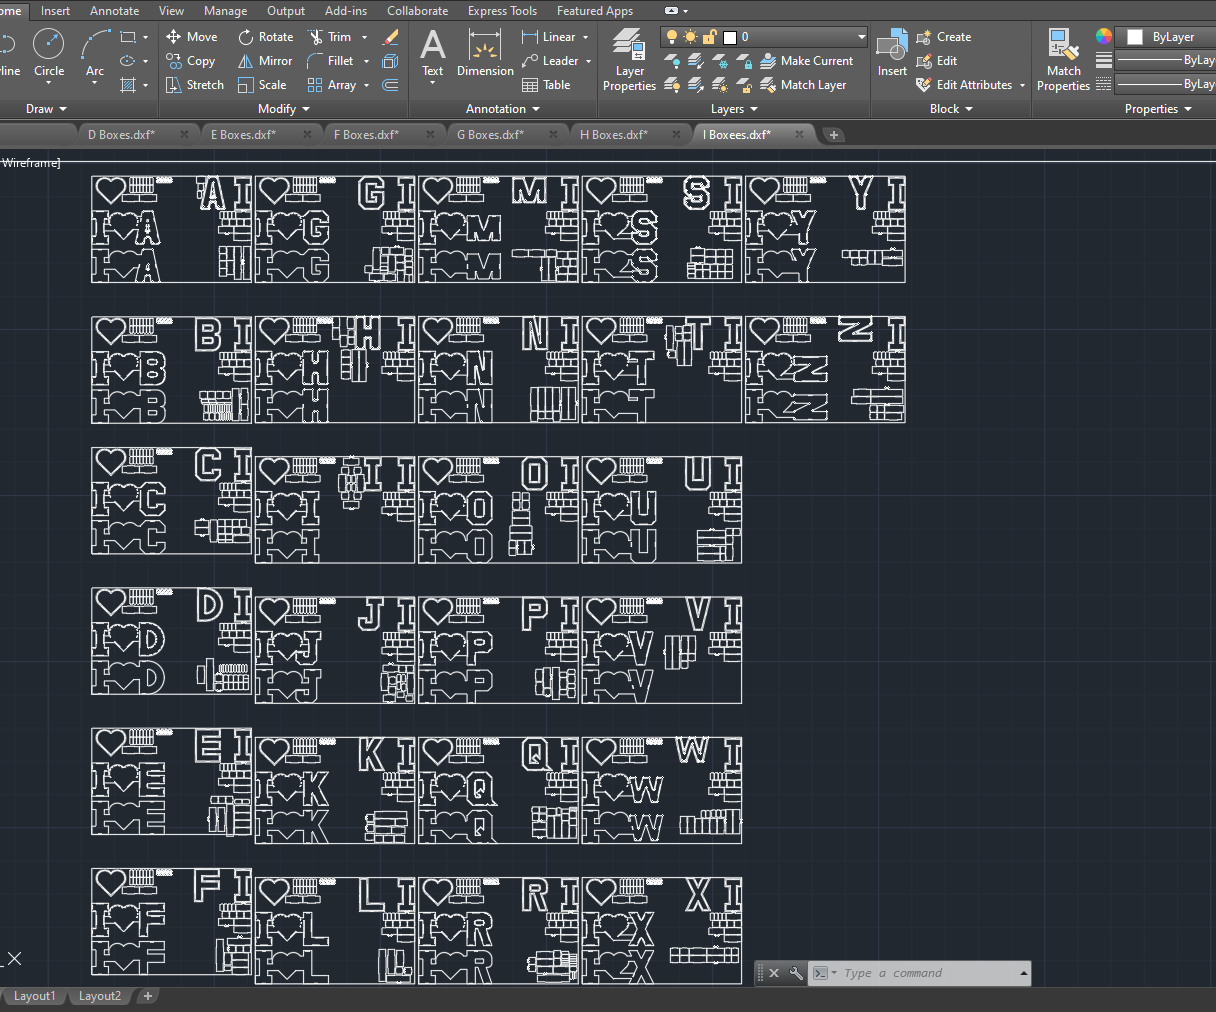 ome Insert Annotate View Manage Output Add-ins Collaborate Express Tools Featured Apps
Move Rotate Trim Linear 0 Create ByLayer
line Circle Arc Copy Mirror Fillet Text Dimension Leader Layer Properties Make Current Insert Edit Match Properties ByLay
Stretch Scale Array Table Match Layer Edit Attributes ByLay
Draw Modify Annotation Layers Block Properties
D Boxes.dxf* E Boxes.dxf* F Boxes.dxf* G Boxes.dxf* H Boxes.dxf* I Boxees.dxf*
Wireframe]
A I G I M I S I Y I
I A I G I M I S I Y
I A I G I M I S I Y
B I H I N I T I Z I
I B I H I N I T I Z
I B I H I N I T I Z
C I I I O I U I
I C I I I O I U
I C I I I O I U
D I J I P I V I
I D I J I P I V
I D I J I P I V
E I K I Q I W I
I E I K I Q I W
I E I K I Q I W
F I L I R I X I
I F I L I R I X
I F I L I R I X
Type a command
Layout1 Layout2